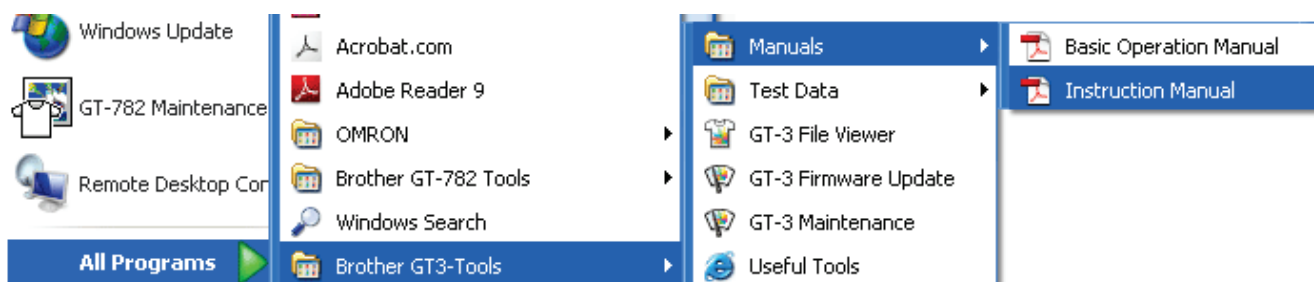 Windows Update
GT-782 Maintenance
Remote Desktop Cor
All Programs
Acrobat.com
Adobe Reader 9
OMRON
Brother GT-782 Tools
Windows Search
Brother GT3-Tools
Manuals
Test Data
GT-3 File Viewer
GT-3 Firmware Update
GT-3 Maintenance
Useful Tools
Basic Operation Manual
Instruction Manual